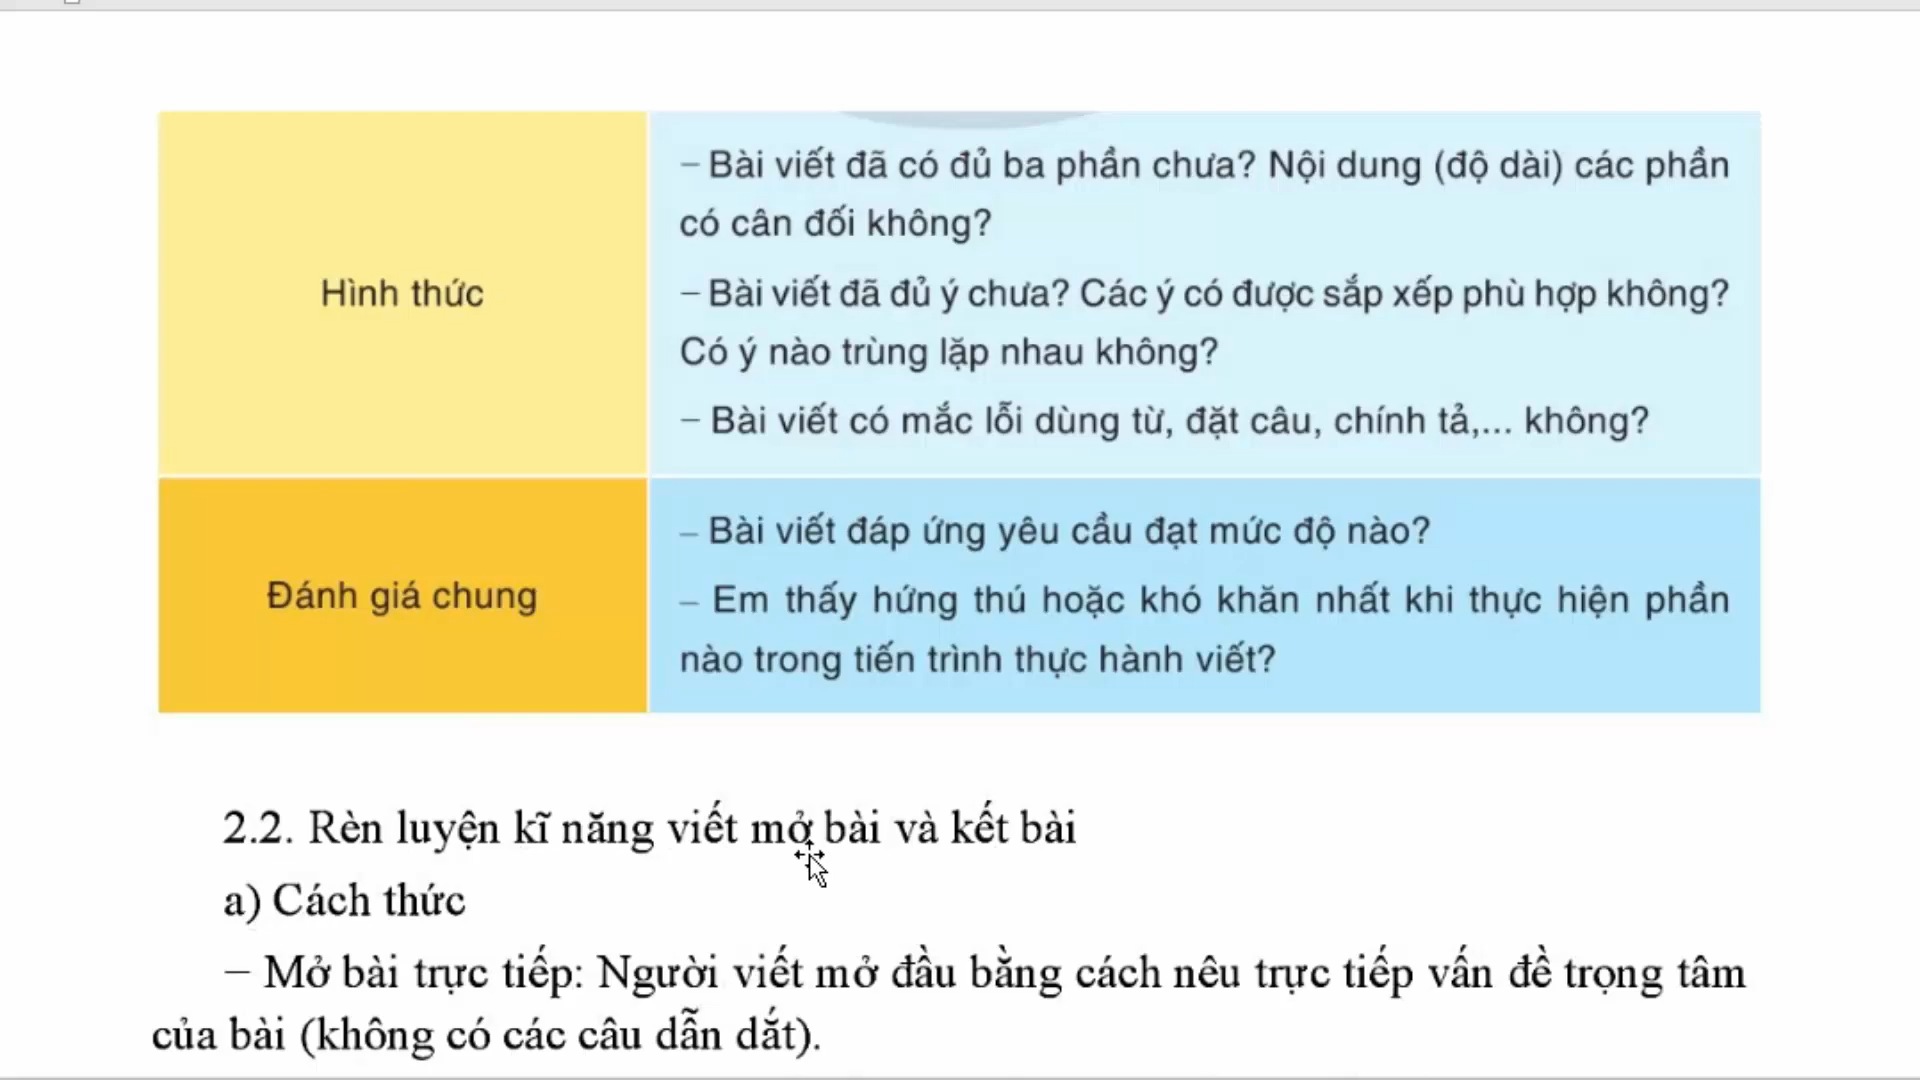 – Bài viết đã có đủ ba phần chưa? Nội dung (độ dài) các phần
có cân đối không?
Hình thức
– Bài viết đã đủ ý chưa? Các ý có được sắp xếp phù hợp không?
Có ý nào trùng lặp nhau không?
– Bài viết có mắc lỗi dùng từ, đặt câu, chính tả,... không?
– Bài viết đáp ứng yêu cầu đạt mức độ nào?
Đánh giá chung
– Em thấy hứng thú hoặc khó khăn nhất khi thực hiện phần
nào trong tiến trình thực hành viết?
2.2. Rèn luyện kĩ năng viết mở bài và kết bài
a) Cách thức
– Mở bài trực tiếp: Người viết mở đầu bằng cách nêu trực tiếp vấn đề trọng tâm
của bài (không có các câu dẫn dắt).